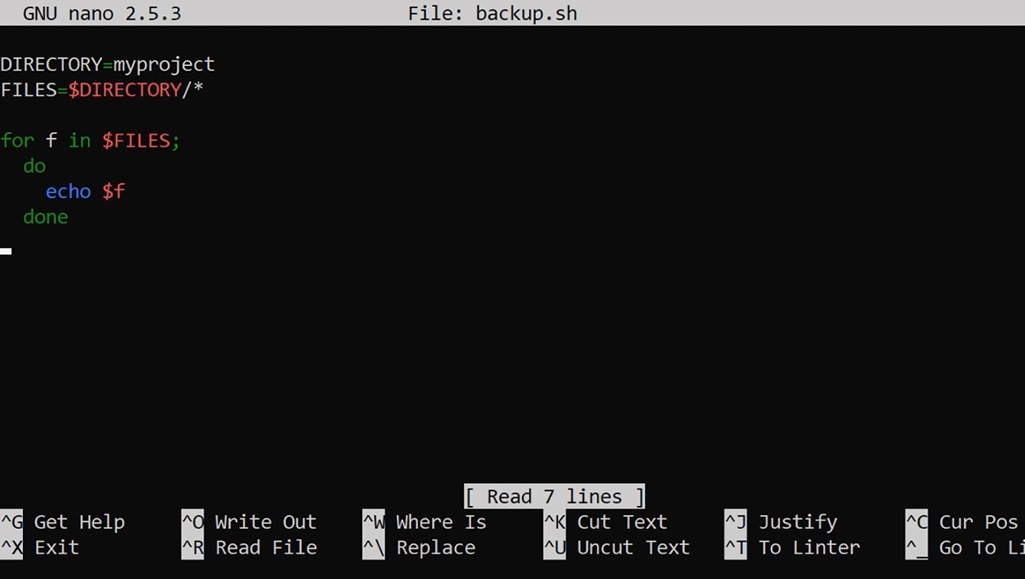 GNU nano 2.5.3 File: backup.sh
DIRECTORY=myproject
FILES=$DIRECTORY/*
for f in $FILES;
do
echo $f
done
[ Read 7 lines ]
^G Get Help ^O Write Out ^W Where Is ^K Cut Text ^J Justify ^C Cur Pos
^X Exit ^R Read File ^\ Replace ^U Uncut Text ^T To Linter ^_ Go To Li